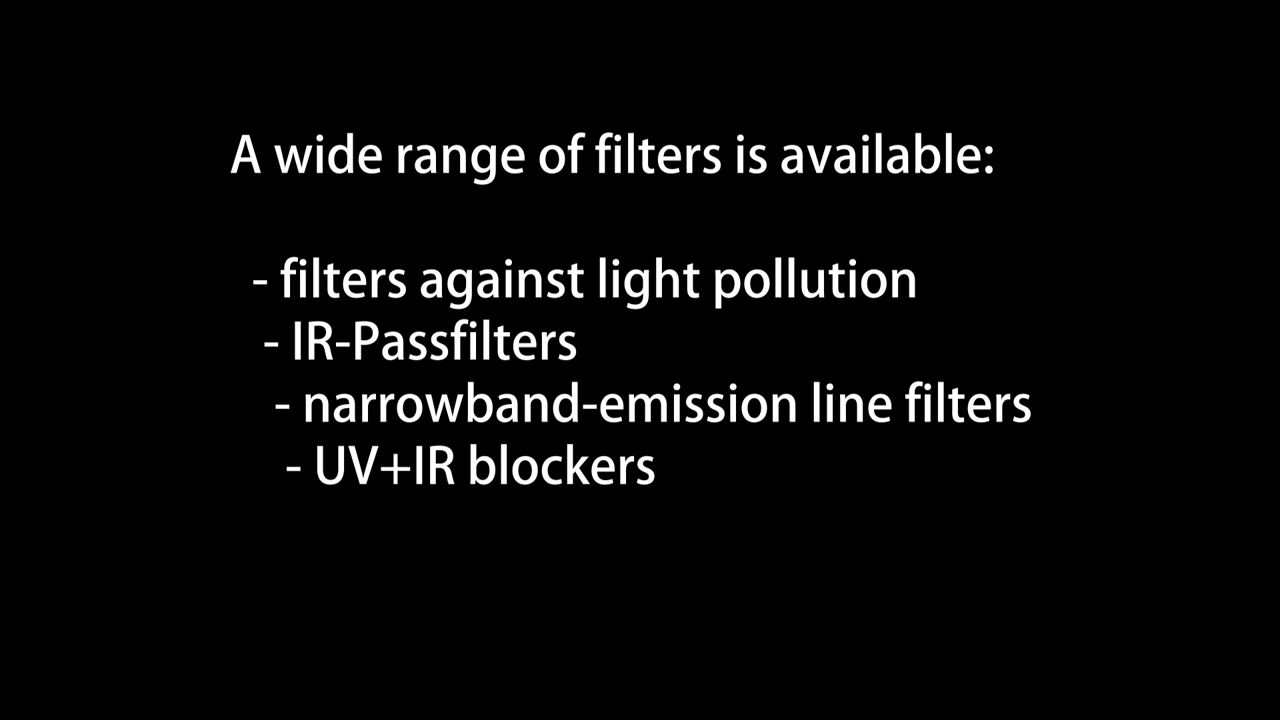 A wide range of filters is available:
- filters against light pollution
- IR-Passfilters
- narrowband-emission line filters
- UV+IR blockers